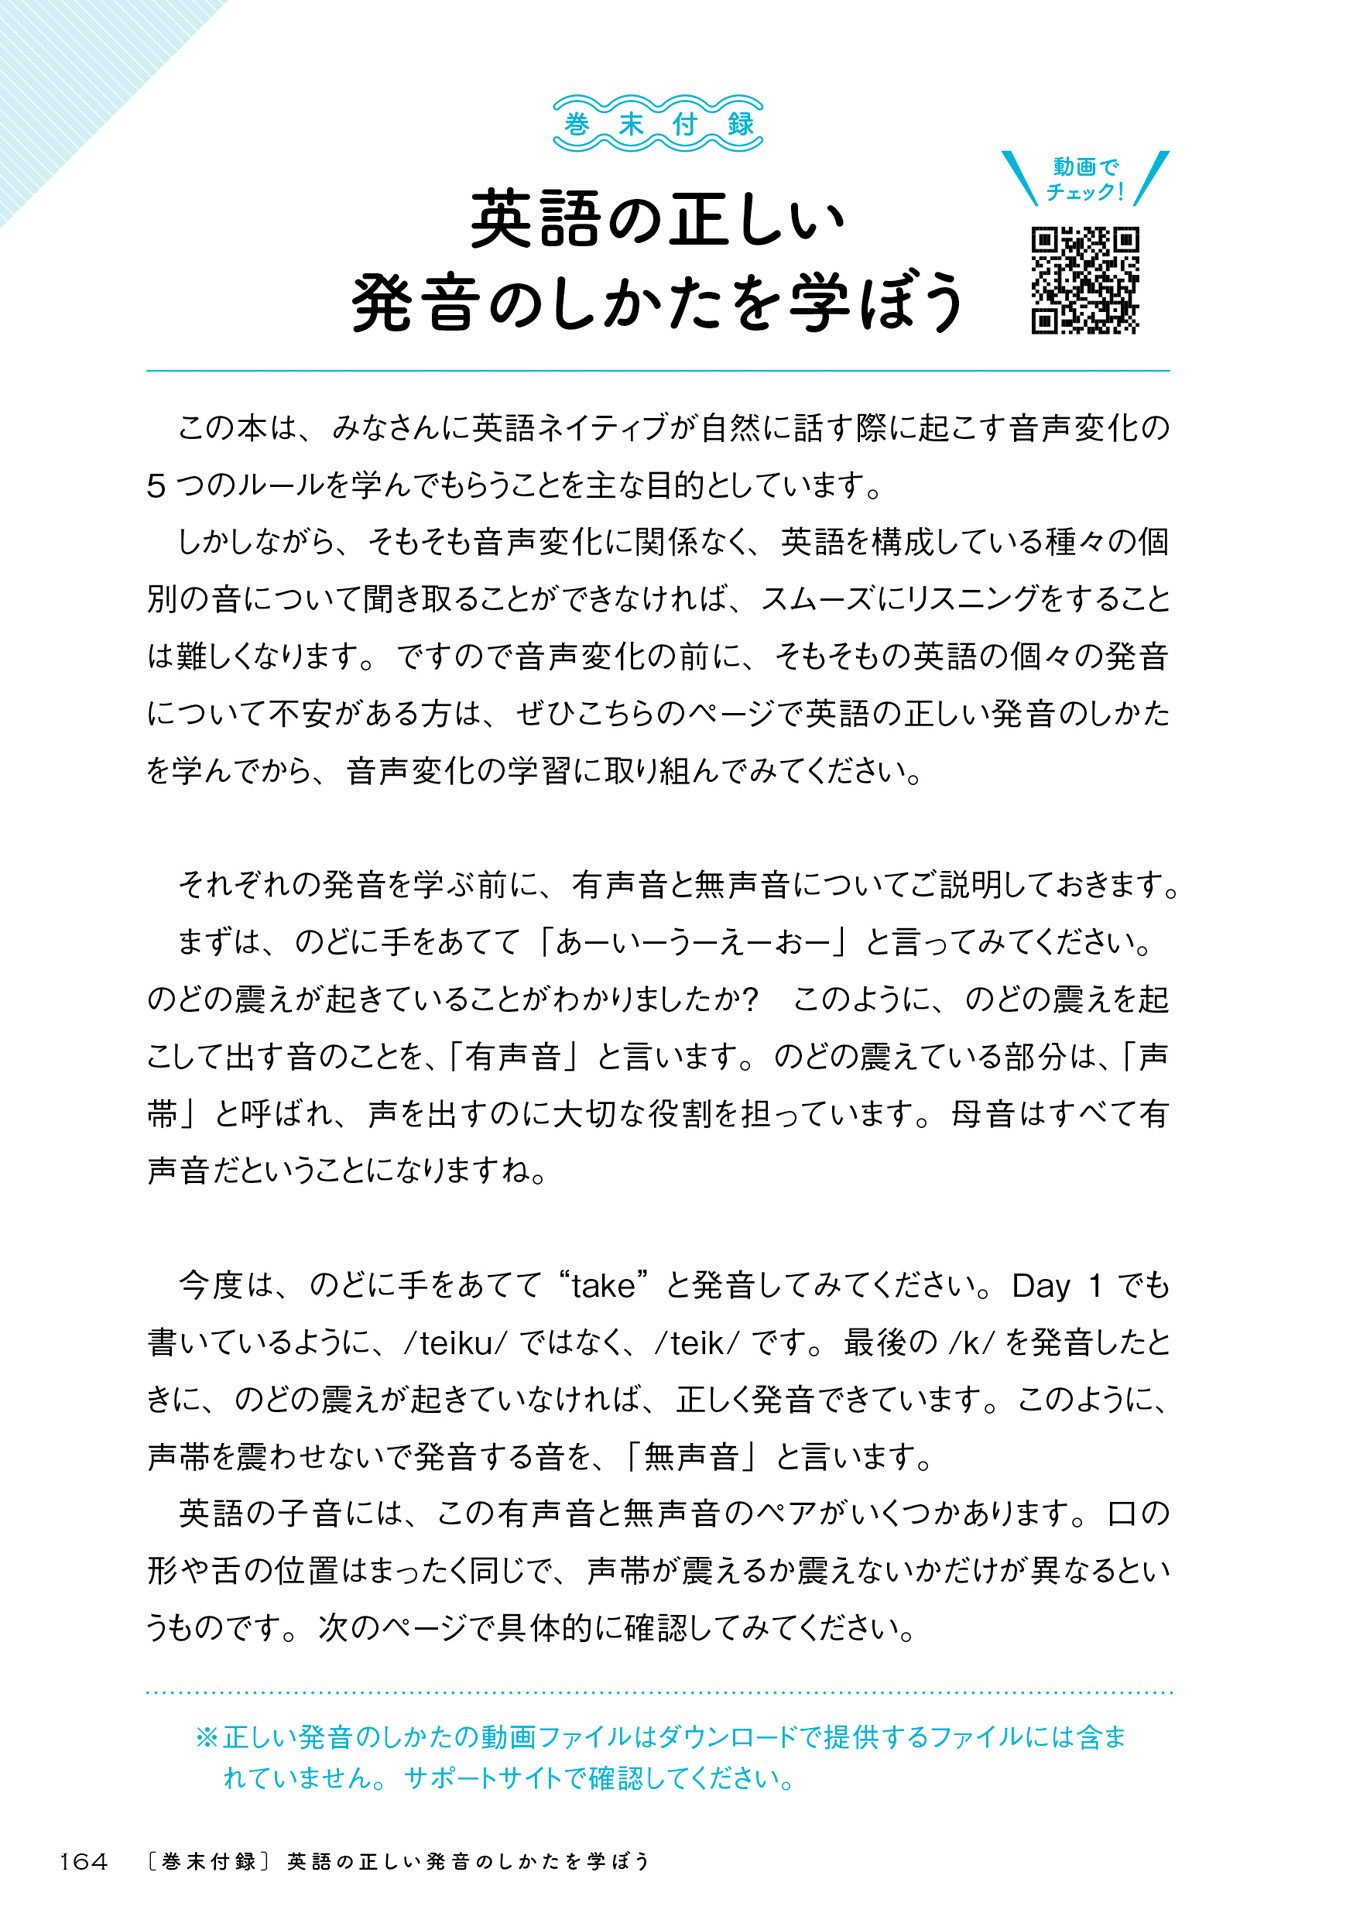 巻末付録
動画で
チェック!
英語の正しい
発音のしかたを学ぼう
この本は、みなさんに英語ネイティブが自然に話す際に起こす音声変化の
5つのルールを学んでもらうことを主な目的としています。
しかしながら、そもそも音声変化に関係なく、英語を構成している種々の個
別の音について聞き取ることができなければ、スムーズにリスニングをすること
は難しくなります。ですので音声変化の前に、そもそもの英語の個々の発音
について不安がある方は、ぜひこちらのページで英語の正しい発音のしかた
を学んでから、音声変化の学習に取り組んでみてください。
それぞれの発音を学ぶ前に、有声音と無声音についてご説明しておきます。
まずは、のどに手をあてて「あーいーうーえーおー」と言ってみてください。
のどの震えが起きていることがわかりましたか?　このように、のどの震えを起
こして出す音のことを、「有声音」と言います。のどの震えている部分は、「声
帯」と呼ばれ、声を出すのに大切な役割を担っています。母音はすべて有
声音だということになりますね。
今度は、のどに手をあてて “take” と発音してみてください。Day 1 でも
書いているように、/teiku/ ではなく、/teik/ です。最後の /k/ を発音したと
きに、のどの震えが起きていなければ、正しく発音できています。このように、
声帯を震わせないで発音する音を、「無声音」と言います。
英語の子音には、この有声音と無声音のペアがいくつかあります。口の
形や舌の位置はまったく同じで、声帯が震えるか震えないかだけが異なるとい
うものです。次のページで具体的に確認してみてください。
※正しい発音のしかたの動画ファイルはダウンロードで提供するファイルには含ま
れていません。サポートサイトで確認してください。
164 ［巻末付録］英語の正しい発音のしかたを学ぼう